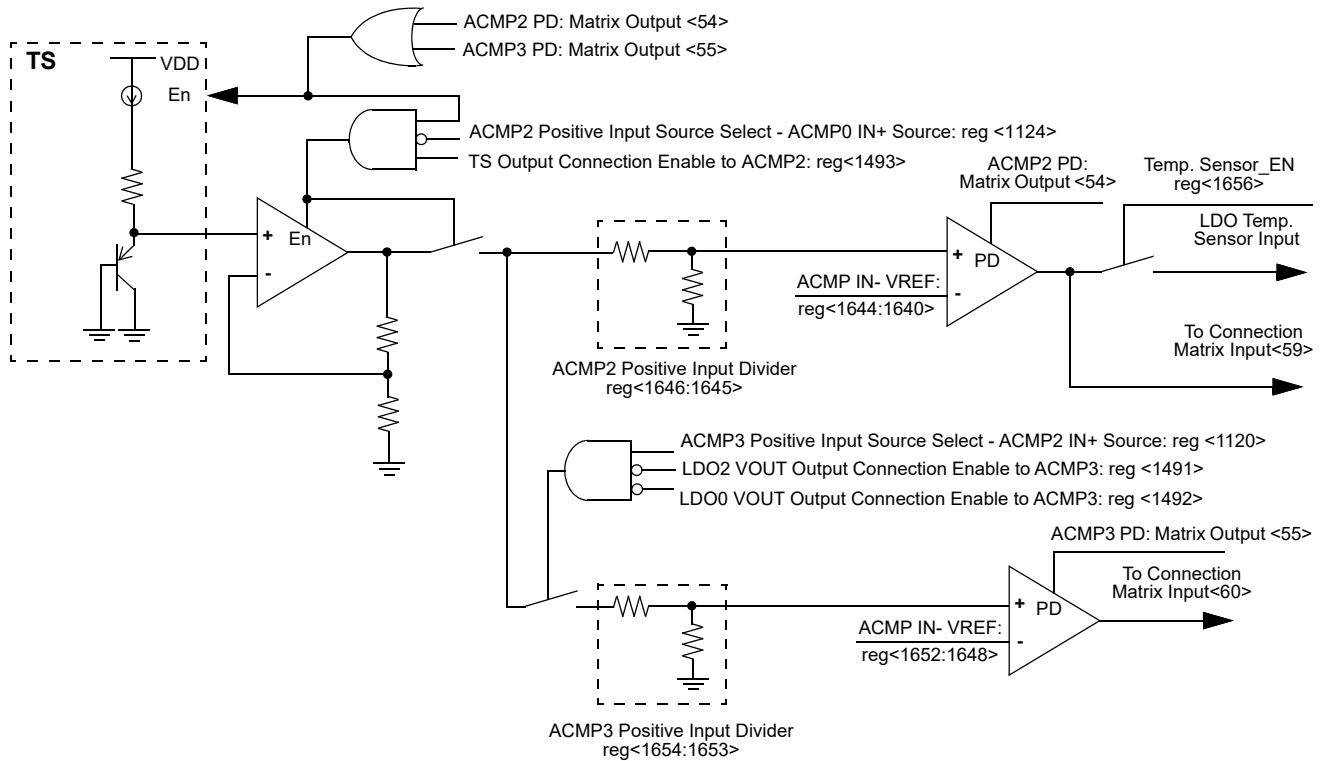 ACMP2 PD: Matrix Output <54>
ACMP3 PD: Matrix Output <55>
TS
VDD
En
ACMP2 Positive Input Source Select - ACMP0 IN+ Source: reg <1124>
TS Output Connection Enable to ACMP2: reg<1493>
ACMP2 PD:
Matrix Output <54>
Temp. Sensor_EN
reg<1656>
LDO Temp.
Sensor Input
+
En
-
+
PD
-
ACMP IN- VREF:
reg<1644:1640>
To Connection
Matrix Input<59>
ACMP2 Positive Input Divider
reg<1646:1645>
ACMP3 Positive Input Source Select - ACMP2 IN+ Source: reg <1120>
LDO2 VOUT Output Connection Enable to ACMP3: reg <1491>
LDO0 VOUT Output Connection Enable to ACMP3: reg <1492>
ACMP3 PD: Matrix Output <55>
To Connection
Matrix Input<60>
+
PD
-
ACMP IN- VREF:
reg<1652:1648>
ACMP3 Positive Input Divider
reg<1654:1653>